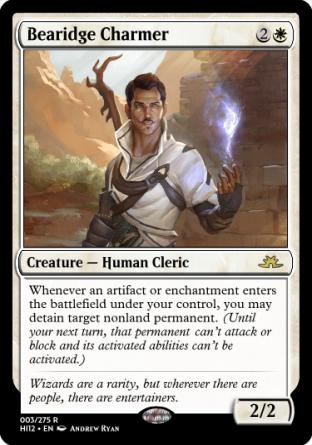 Bearidge Charmer 2
Creature — Human Cleric
Whenever an artifact or enchantment enters
the battlefield under your control, you may
detain target nonland permanent. (Until
your next turn, that permanent can't attack or
block and its activated abilities can't be
activated.)
Wizards are a rarity, but wherever there are
people, there are entertainers.
2/2
003/275 R
HI12 • EN Andrew Ryan